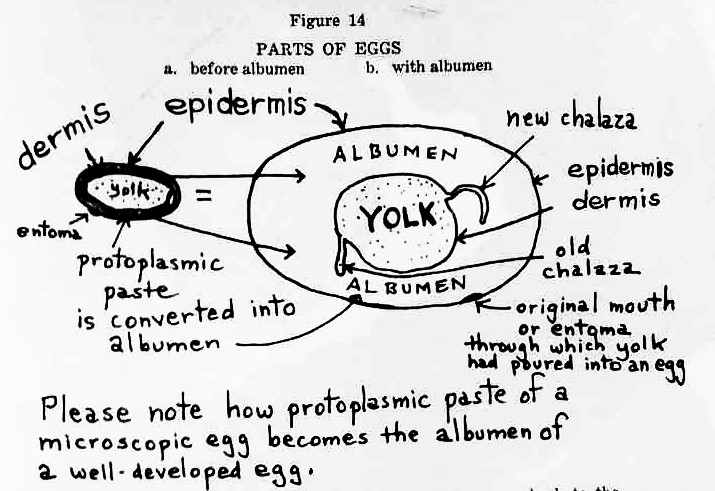 Figure 14
PARTS OF EGGS
a. before albumen b. with albumen
dermis
epidermis
new chalaza
ALBUMEN
epidermis
dermis
yolk
=
YOLK
entoma
old
chalaza
protoplasmic
paste
is converted into
albumen
ALBUMEN
original mouth
or entoma
through which yolk
had poured into an egg
Please note how protoplasmic paste of a
microscopic egg becomes the albumen of
a well-developed egg.